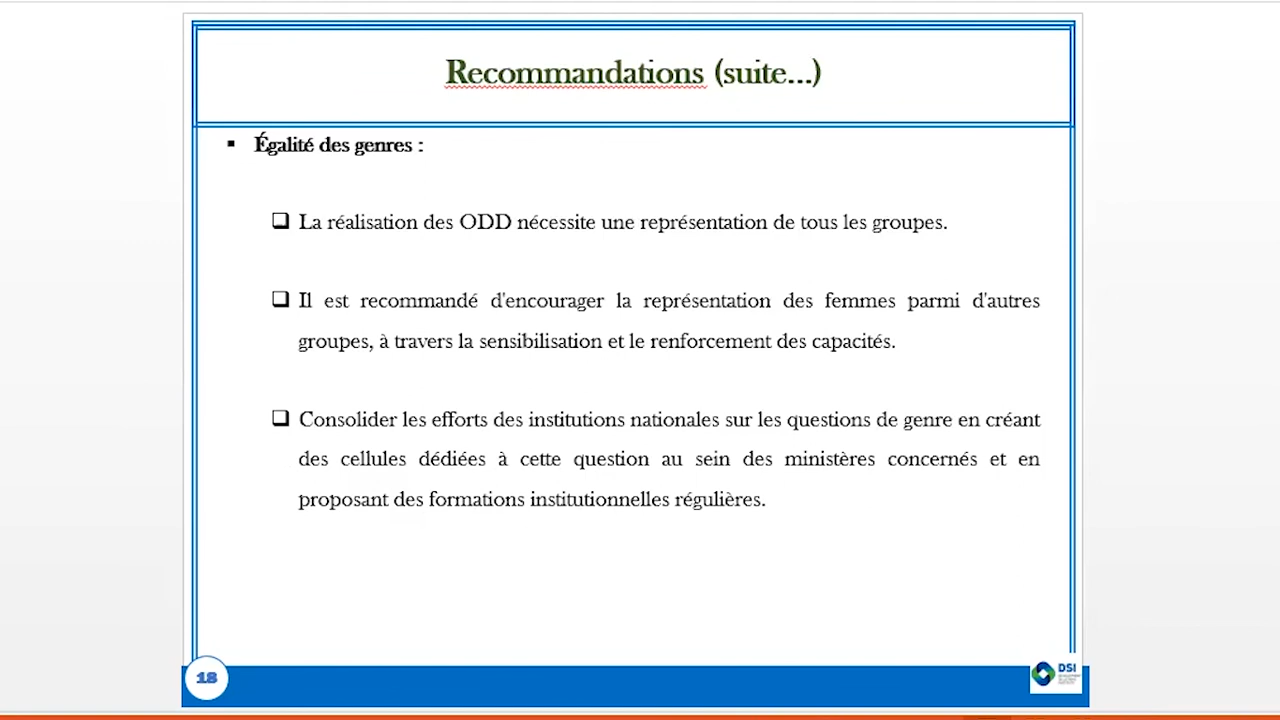 Recommandations (suite...)
▪ Égalité des genres :
❑ La réalisation des ODD nécessite une représentation de tous les groupes.
❑ Il est recommandé d'encourager la représentation des femmes parmi d'autres
groupes, à travers la sensibilisation et le renforcement des capacités.
❑ Consolider les efforts des institutions nationales sur les questions de genre en créant
des cellules dédiées à cette question au sein des ministères concernés et en
proposant des formations institutionnelles régulières.
18
DSI